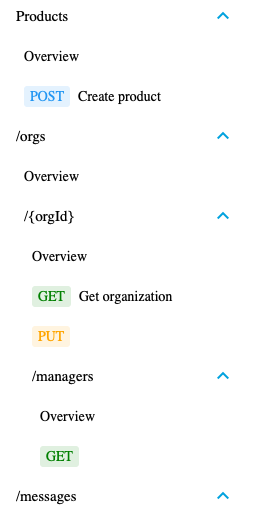 Products
Overview
POST Create product
/orgs
Overview
/{orgId}
Overview
GET Get organization
PUT
/managers
Overview
GET
/messages